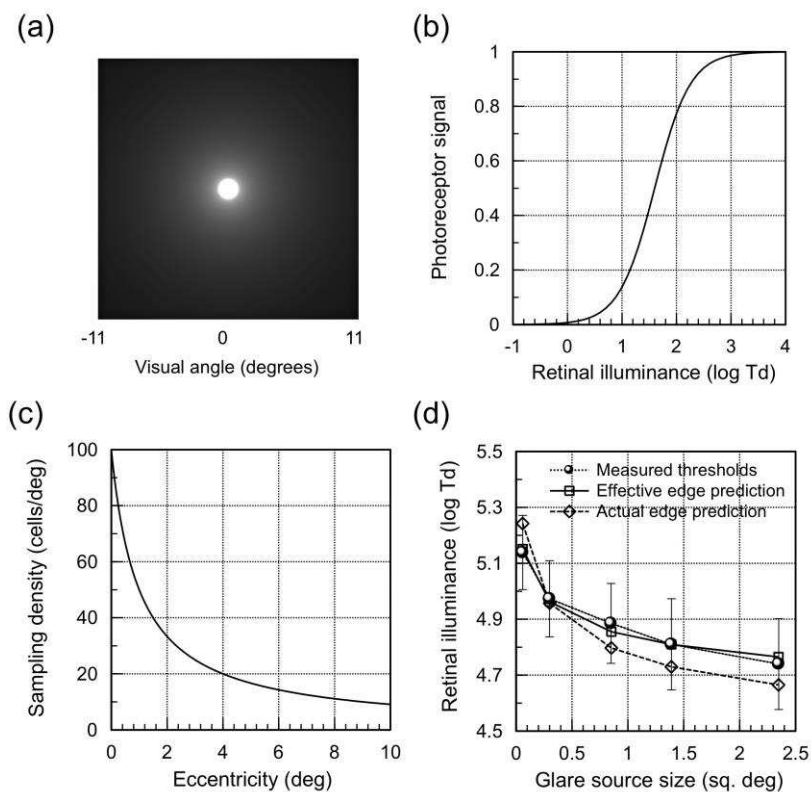 (a)
-11 0 11
Visual angle (degrees)
(b)
Photoreceptor signal
1
0.8
0.6
0.4
0.2
0
-1 0 1 2 3 4
Retinal illuminance (log Td)
(c)
Sampling density (cells/deg)
100
80
60
40
20
0
0 2 4 6 8 10
Eccentricity (deg)
(d)
Retinal illuminance (log Td)
5.5
5.3
5.1
4.9
4.7
4.5
Measured thresholds
Effective edge prediction
Actual edge prediction
0 0.5 1 1.5 2 2.5
Glare source size (sq. deg)